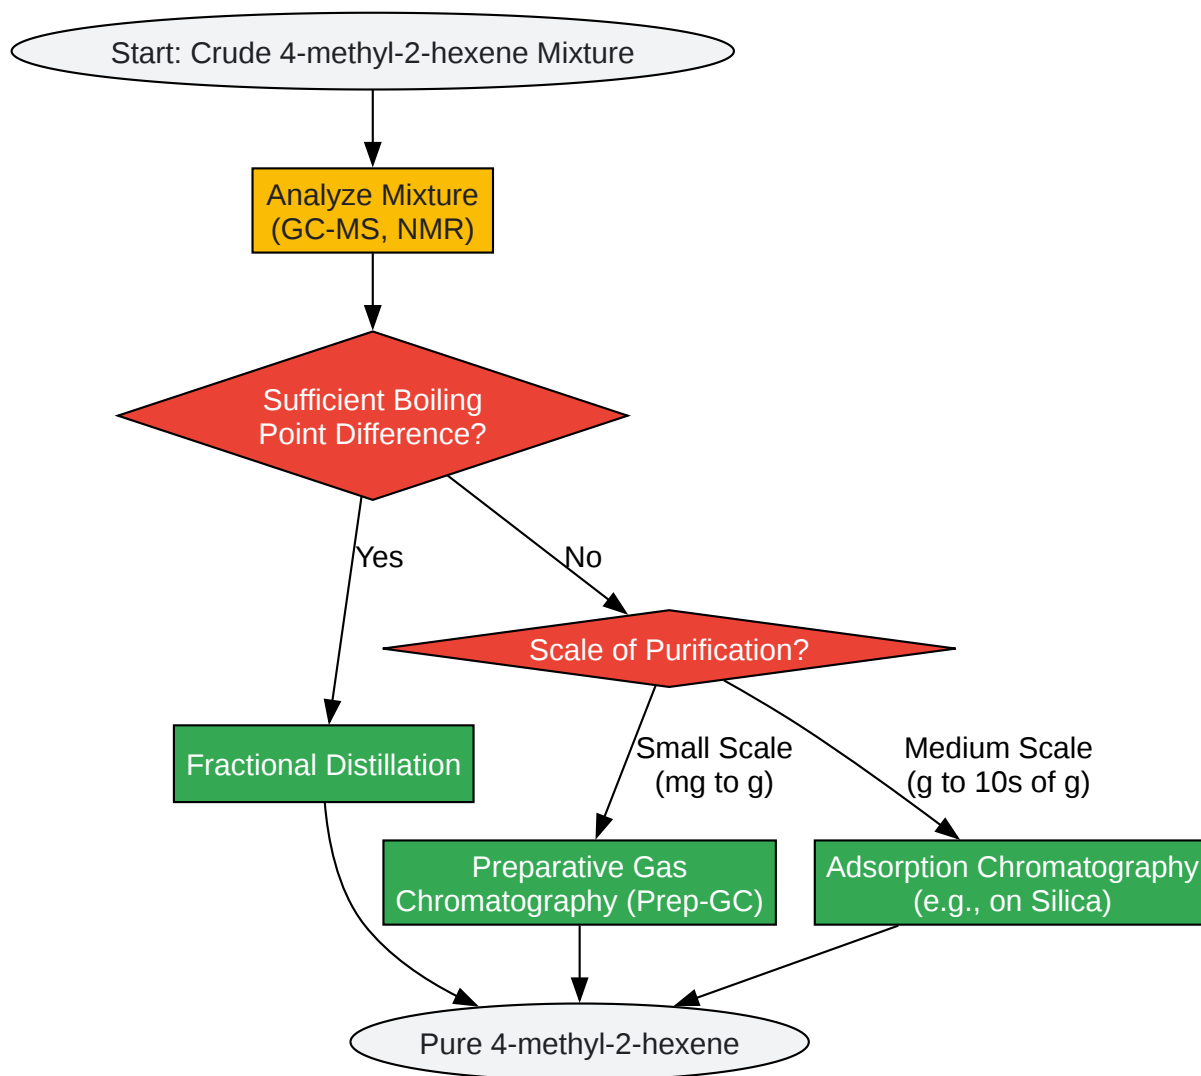 Start: Crude 4-methyl-2-hexene Mixture
Analyze Mixture
(GC-MS, NMR)
Sufficient Boiling
Point Difference?
Yes
No
Scale of Purification?
Fractional Distillation
Small Scale
(mg to g)
Medium Scale
(g to 10s of g)
Preparative Gas
Chromatography (Prep-GC)
Adsorption Chromatography
(e.g., on Silica)
Pure 4-methyl-2-hexene